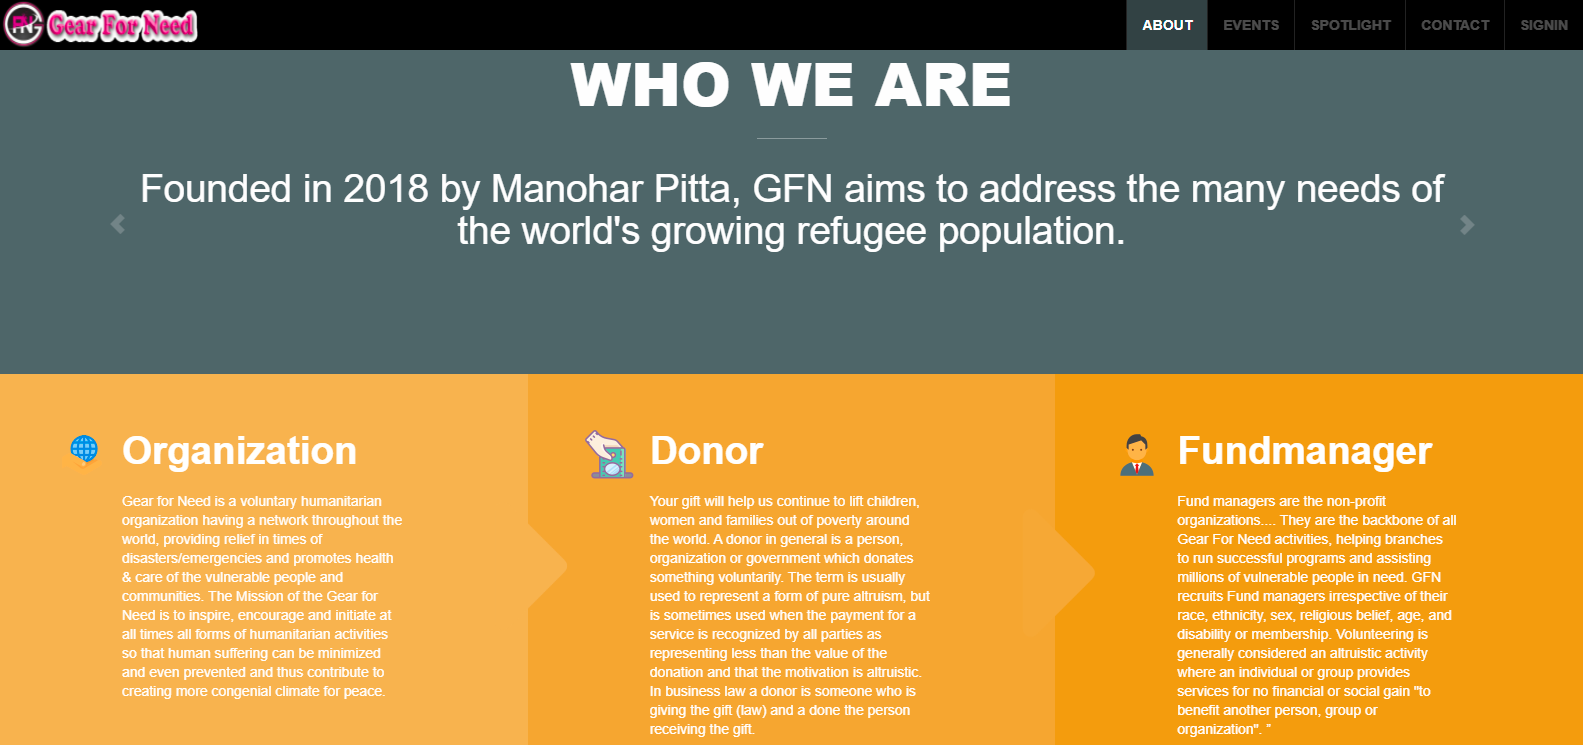 Gear For Need
ABOUT
EVENTS
SPOTLIGHT
CONTACT
SIGNIN
WHO WE ARE
Founded in 2018 by Manohar Pitta, GFN aims to address the many needs of
the world's growing refugee population.
Organization
Gear for Need is a voluntary humanitarian
organization having a network throughout the
world, providing relief in times of
disasters/emergencies and promotes health
& care of the vulnerable people and
communities. The Mission of the Gear for
Need is to inspire, encourage and initiate at
all times all forms of humanitarian activities
so that human suffering can be minimized
and even prevented and thus contribute to
creating more congenial climate for peace.
Donor
Your gift will help us continue to lift children,
women and families out of poverty around
the world. A donor in general is a person,
organization or government which donates
something voluntarily. The term is usually
used to represent a form of pure altruism, but
is sometimes used when the payment for a
service is recognized by all parties as
representing less than the value of the
donation and that the motivation is altruistic.
In business law a donor is someone who is
giving the gift (law) and a done the person
receiving the gift.
Fundmanager
Fund managers are the non-profit
organizations.... They are the backbone of all
Gear For Need activities, helping branches
to run successful programs and assisting
millions of vulnerable people in need. GFN
recruits Fund managers irrespective of their
race, ethnicity, sex, religious belief, age, and
disability or membership. Volunteering is
generally considered an altruistic activity
where an individual or group provides
services for no financial or social gain "to
benefit another person, group or
organization". "